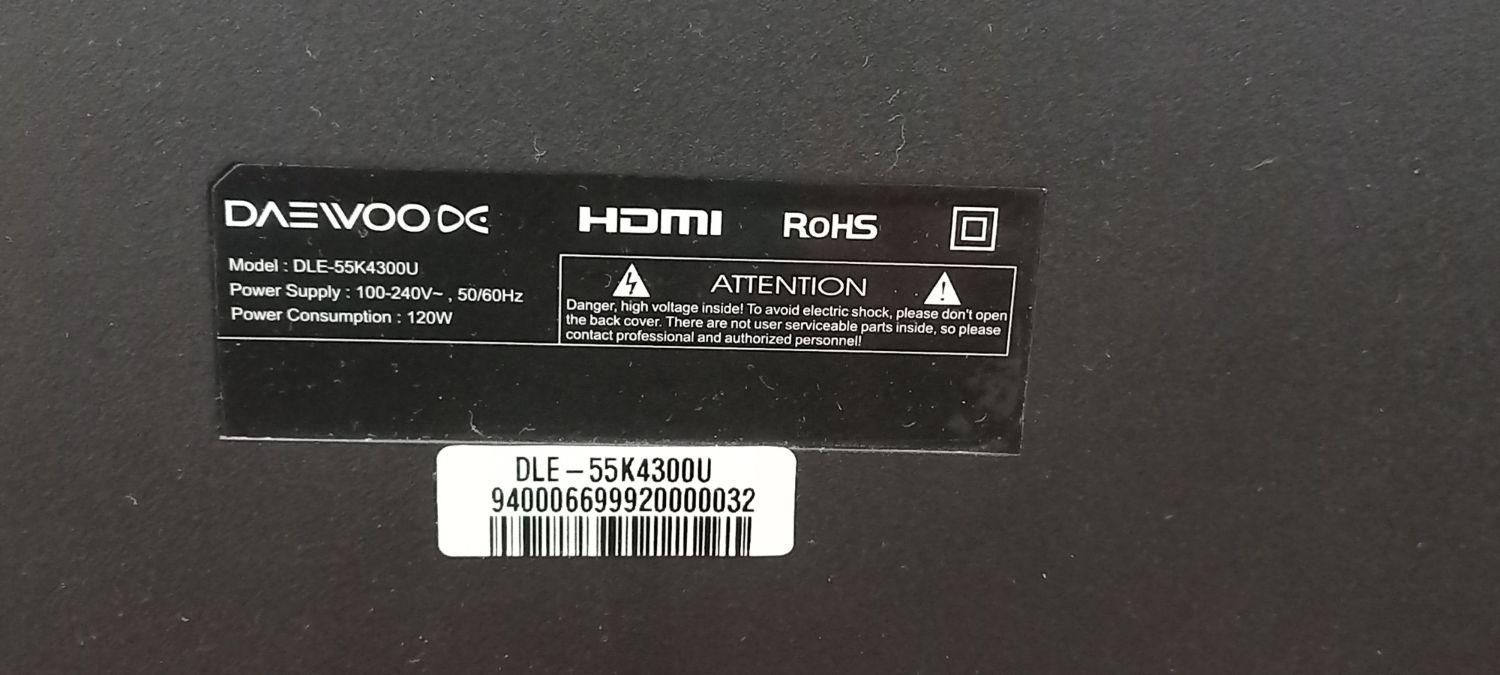 DAEWOO
HDMI
RoHS
Model : DLE-55K4300U
Power Supply : 100-240V~ , 50/60Hz
Power Consumption : 120W
ATTENTION
Danger, high voltage inside! To avoid electric shock, please don't open
the back cover. There are not user serviceable parts inside, so please
contact professional and authorized personnel!
DLE-55K4300U
940006699920000032